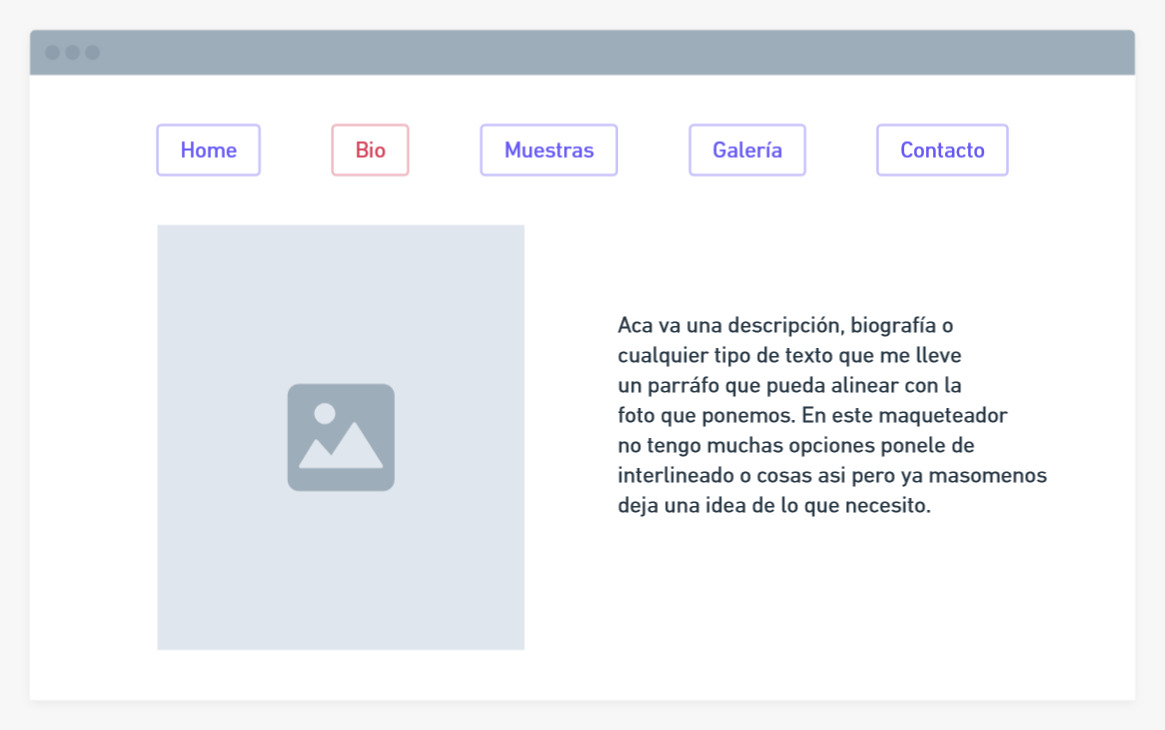 Home
Bio
Muestras
Galería
Contacto
Aca va una descripción, biografía o
cualquier tipo de texto que me lleve
un parráfo que pueda alinear con la
foto que ponemos. En este maqueteador
no tengo muchas opciones ponele de
interlineado o cosas asi pero ya masomenos
deja una idea de lo que necesito.